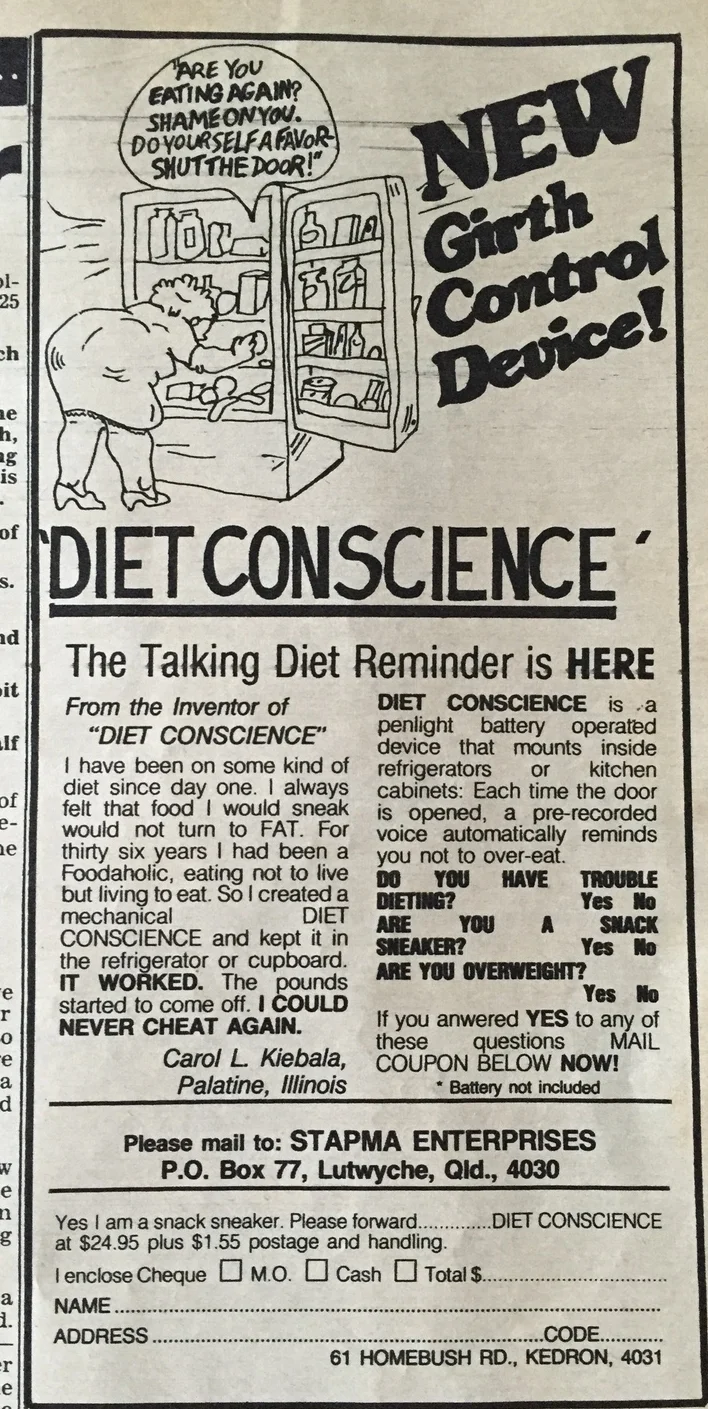 "ARE YOU
EATING AGAIN?
SHAME ON YOU.
DO YOURSELF A FAVOR-
SHUT THE DOOR!"
NEW
Girth
Control
Device!
'DIET CONSCIENCE'
The Talking Diet Reminder is HERE
From the Inventor of
"DIET CONSCIENCE"
I have been on some kind of
diet since day one. I always
felt that food I would sneak
would not turn to FAT. For
thirty six years I had been a
Foodaholic, eating not to live
but living to eat. So I created a
mechanical DIET
CONSCIENCE and kept it in
the refrigerator or cupboard.
IT WORKED. The pounds
started to come off. I COULD
NEVER CHEAT AGAIN.
Carol L. Kiebala,
Palatine, Illinois
DIET CONSCIENCE is a
penlight battery operated
device that mounts inside
refrigerators or kitchen
cabinets: Each time the door
is opened, a pre-recorded
voice automatically reminds
you not to over-eat.
DO YOU HAVE TROUBLE
DIETING? Yes No
ARE YOU A SNACK
SNEAKER? Yes No
ARE YOU OVERWEIGHT?
Yes No
If you anwered YES to any of
these questions MAIL
COUPON BELOW NOW!
* Battery not included
Please mail to: STAPMA ENTERPRISES
P.O. Box 77, Lutwyche, Qld., 4030
Yes I am a snack sneaker. Please forward.............DIET CONSCIENCE
at $24.95 plus $1.55 postage and handling.
I enclose Cheque ☐ M.O. ☐ Cash ☐ Total $....................................
NAME....................................................................................
ADDRESS..............................................................CODE............
61 HOMEBUSH RD., KEDRON, 4031